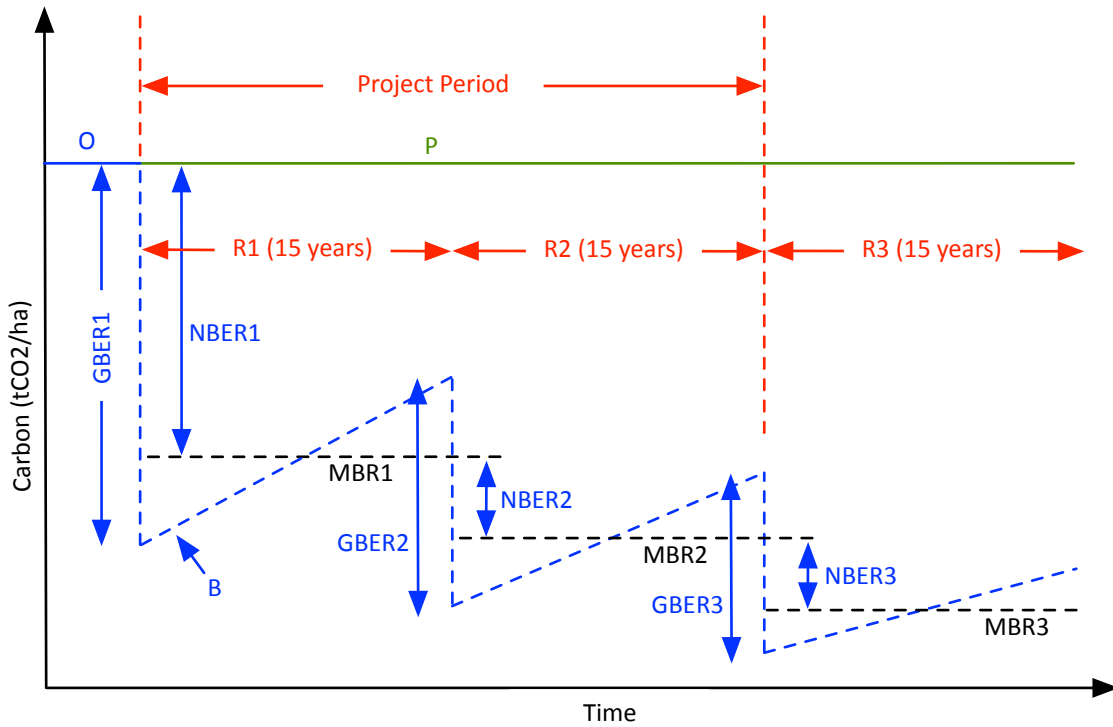 Project Period
O
P
R1 (15 years)
R2 (15 years)
R3 (15 years)
GBER1
NBER1
Carbon (tCO2/ha)
MBR1
NBER2
GBER2
MBR2
B
NBER3
GBER3
MBR3
Time